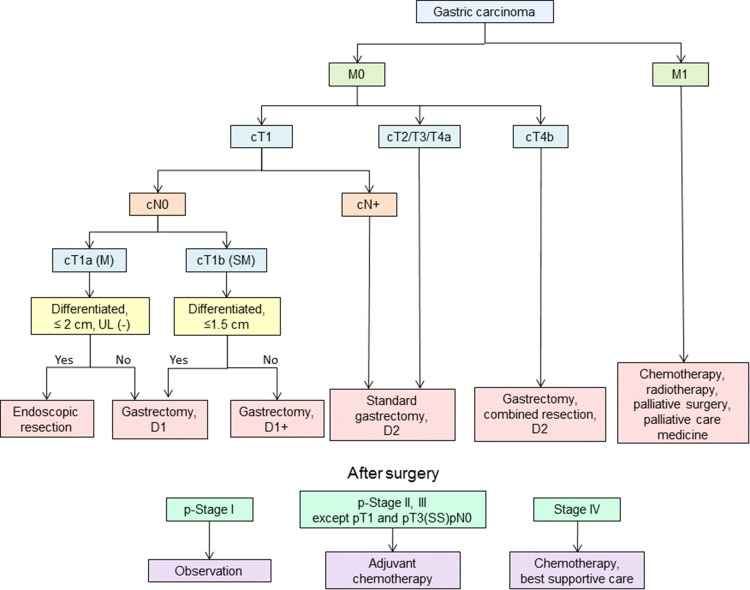 Gastric carcinoma
M0
M1
cT1
cT2/T3/T4a
cT4b
cN0
cN+
cT1a (M)
cT1b (SM)
Differentiated,
≤ 2 cm, UL (-)
Differentiated,
≤1.5 cm
Yes
No
Yes
No
Endoscopic
resection
Gastrectomy,
D1
Gastrectomy,
D1+
Standard
gastrectomy,
D2
Gastrectomy,
combined resection,
D2
Chemotherapy,
radiotherapy,
palliative surgery,
palliative care
medicine
After surgery
p-Stage I
p-Stage II, III
except pT1 and pT3(SS)pN0
Stage IV
Observation
Adjuvant
chemotherapy
Chemotherapy,
best supportive care